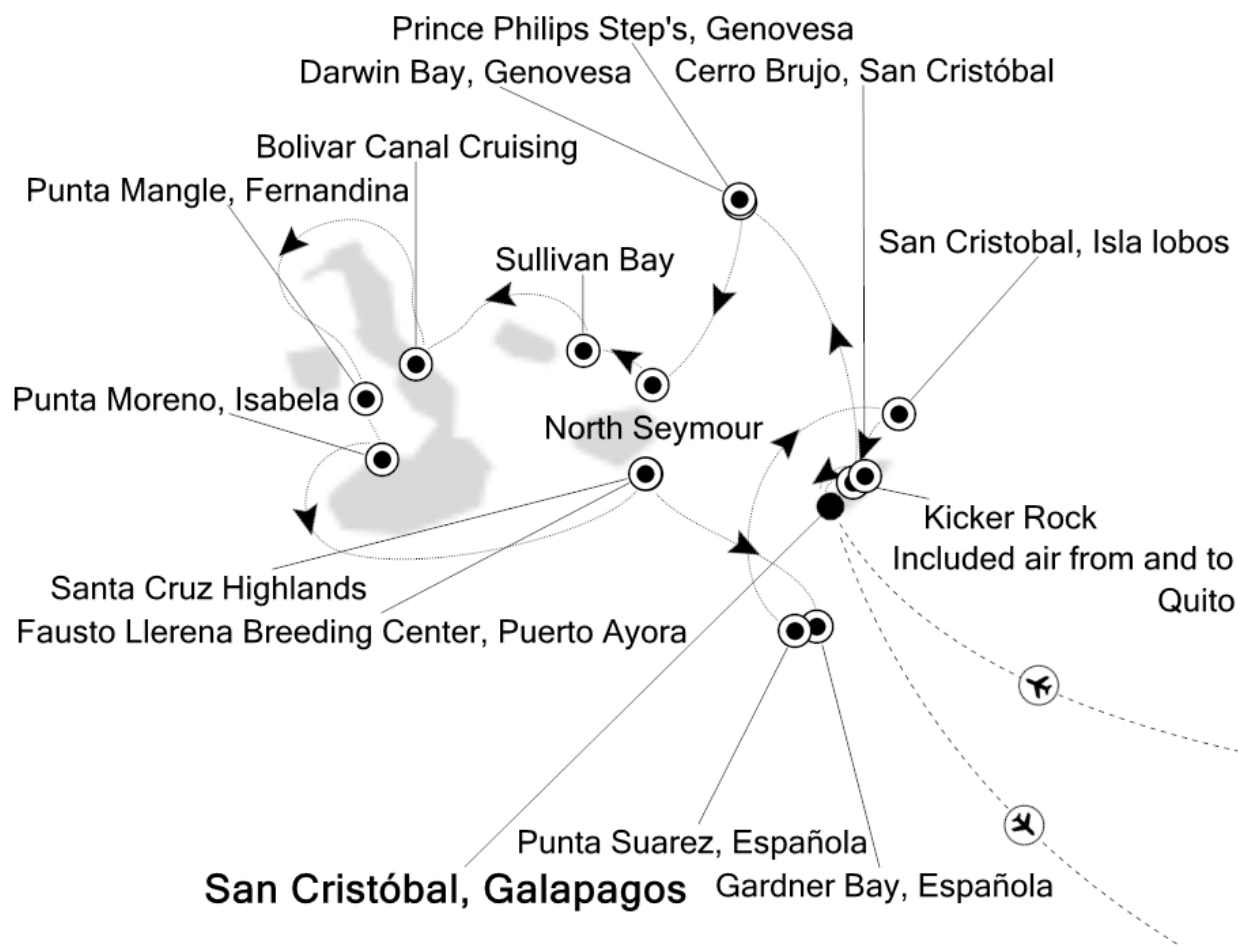 Prince Philips Step's, Genovesa
Darwin Bay, Genovesa
Cerro Brujo, San Cristóbal
Bolivar Canal Cruising
Punta Mangle, Fernandina
San Cristobal, Isla lobos
Sullivan Bay
Punta Moreno, Isabela
North Seymour
Kicker Rock
Included air from and to
Quito
Santa Cruz Highlands
Fausto Llerena Breeding Center, Puerto Ayora
Punta Suarez, Española
San Cristóbal, Galapagos
Gardner Bay, Española